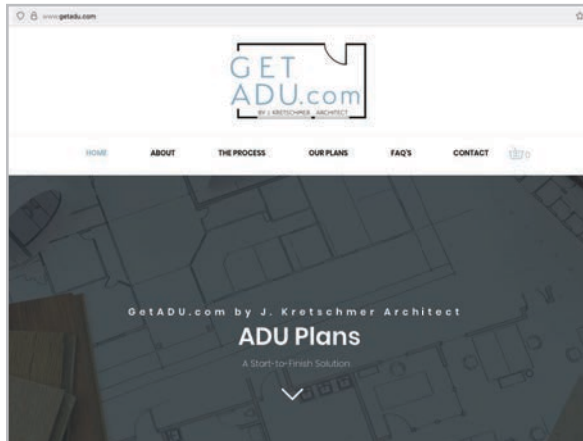 www.getadu.com
GET
ADU.com
BY J. KRETSCHMER ARCHITECT
HOME ABOUT THE PROCESS OUR PLANS FAQ'S CONTACT 0
GetADU.com by J. Kretschmer Architect
ADU Plans
A Start-to-Finish Solution